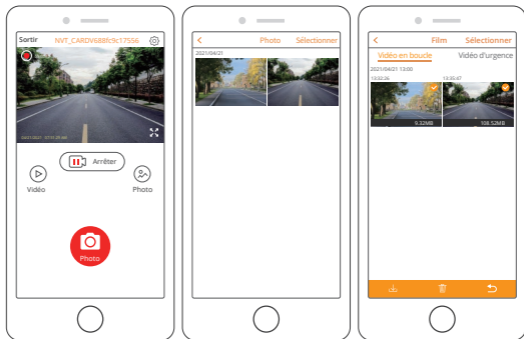 Sortir NVT_CARDV688fc9c17556
Arrêter
Vidéo
Photo
Photo
Photo Sélectionner
2021/04/21
Film Sélectionner
Vidéo en boucle Vidéo d'urgence
2021/04/21 13:00
9.32MB
108.52MB